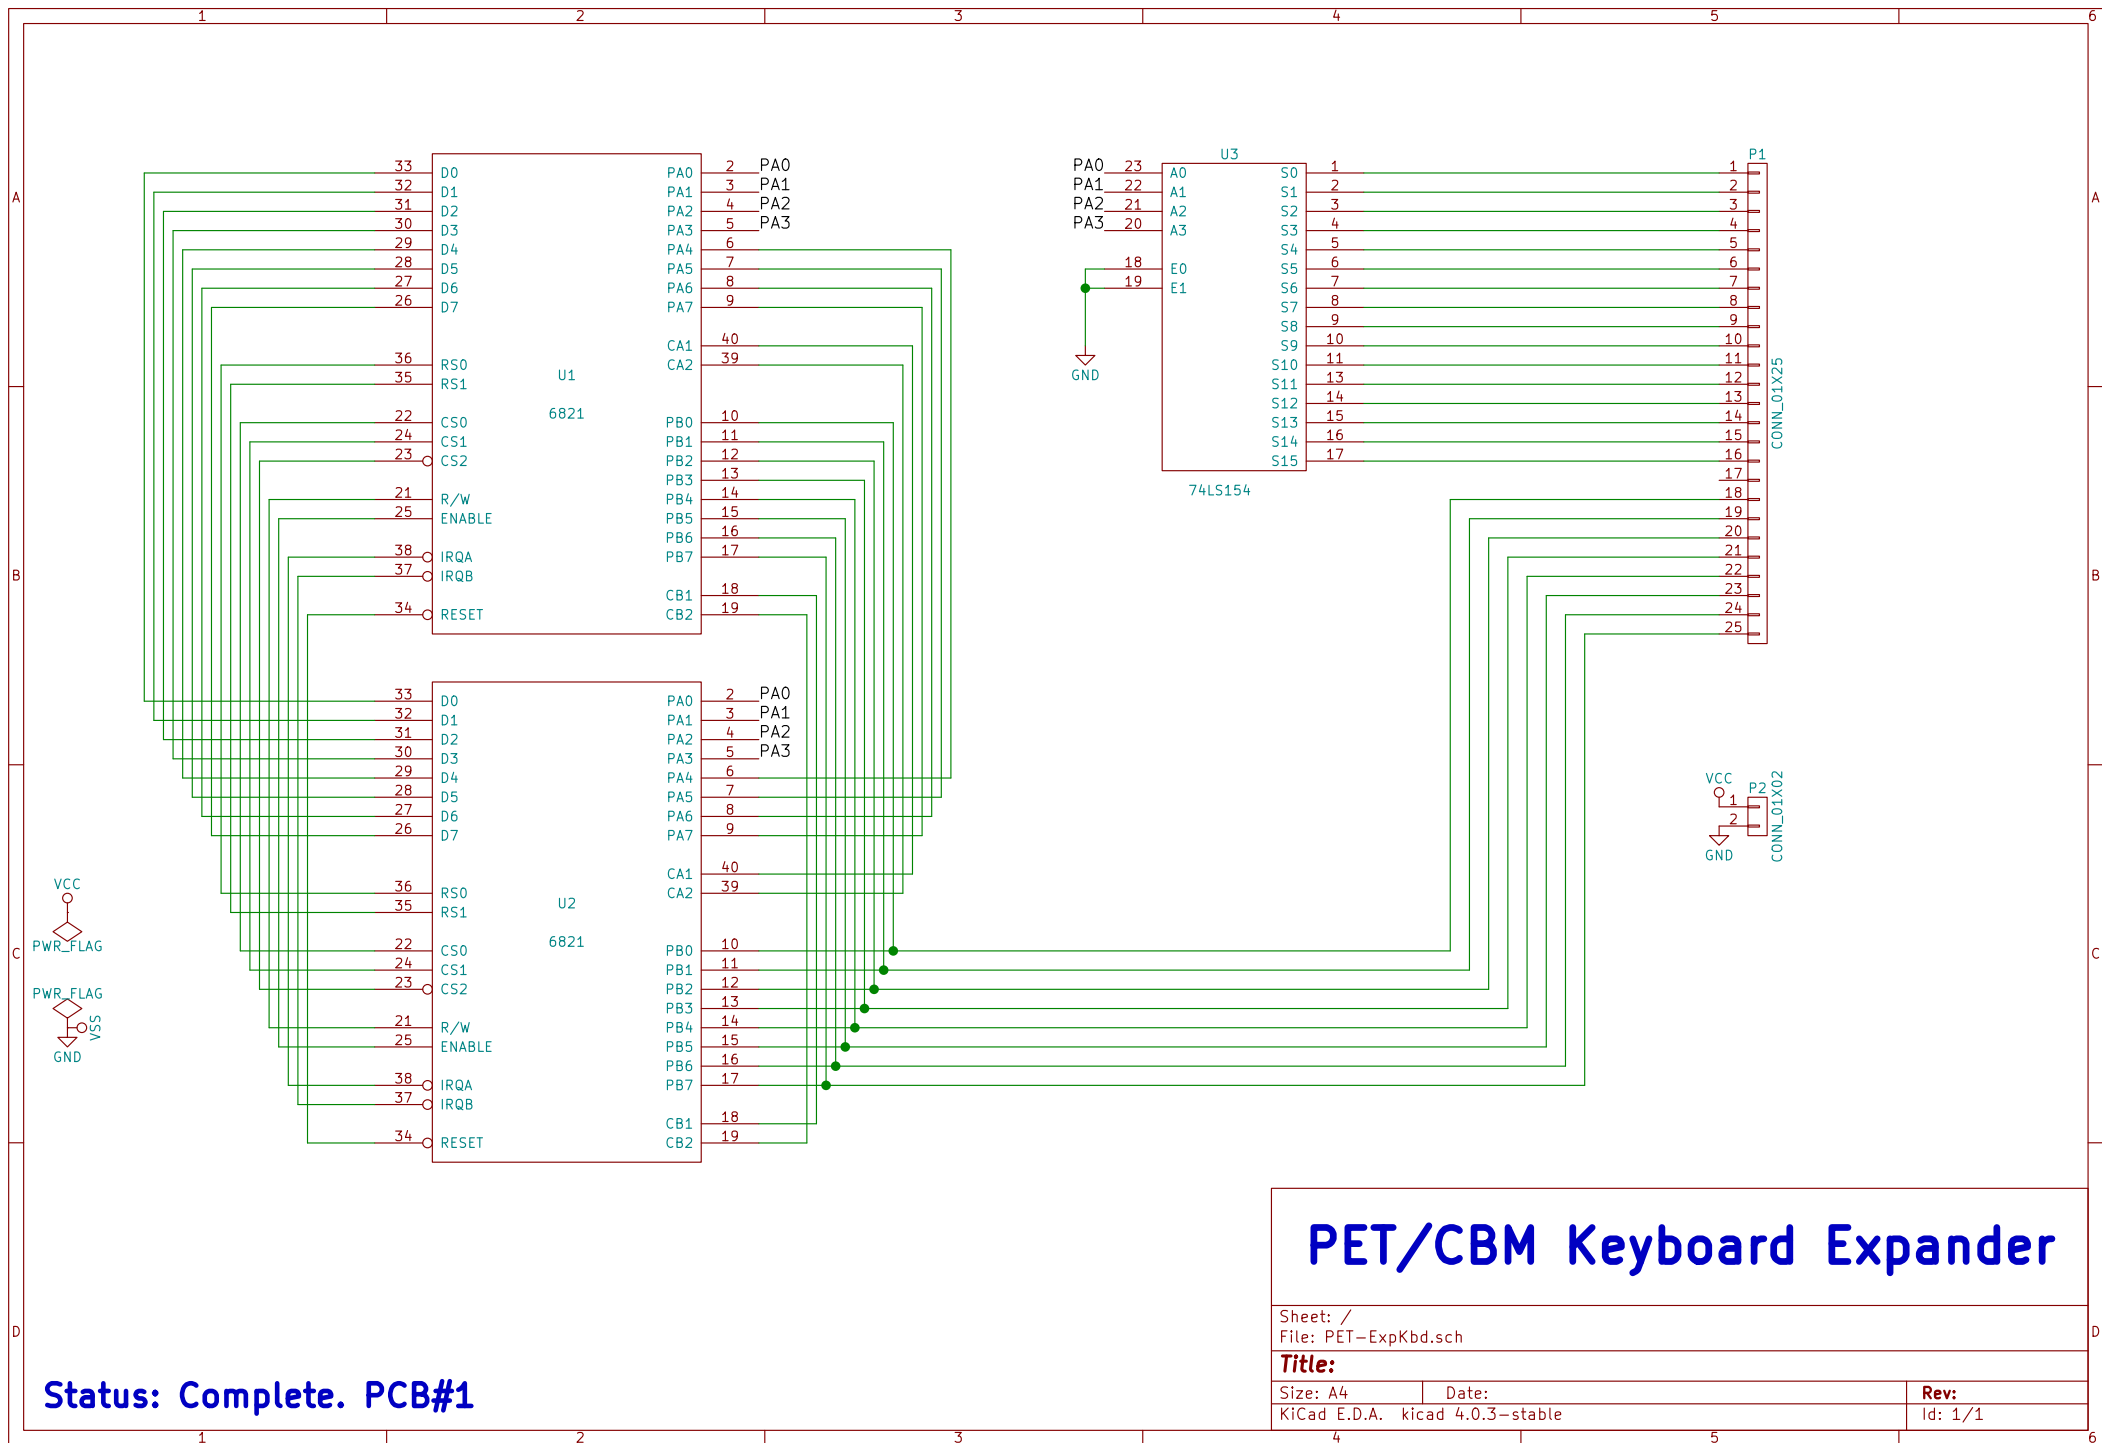 1 2 3 4 5 6
A A
B B
C C
D D
1 2 3 4 5 6
33 D0 PA0 2 PA0
32 D1 PA1 3 PA1
31 D2 PA2 4 PA2
30 D3 PA3 5 PA3
29 D4 PA4 6
28 D5 PA5 7
27 D6 PA6 8
26 D7 PA7 9
CA1 40
36 RS0 CA2 39
35 RS1
U1
6821
22 CS0 PB0 10
24 CS1 PB1 11
23 CS2 PB2 12
PB3 13
21 R/W PB4 14
25 ENABLE PB5 15
PB6 16
38 IRQA PB7 17
37 IRQB
CB1 18
34 RESET CB2 19
33 D0 PA0 2 PA0
32 D1 PA1 3 PA1
31 D2 PA2 4 PA2
30 D3 PA3 5 PA3
29 D4 PA4 6
28 D5 PA5 7
27 D6 PA6 8
26 D7 PA7 9
CA1 40
36 RS0 CA2 39
35 RS1
U2
6821
22 CS0 PB0 10
24 CS1 PB1 11
23 CS2 PB2 12
PB3 13
21 R/W PB4 14
25 ENABLE PB5 15
PB6 16
38 IRQA PB7 17
37 IRQB
CB1 18
34 RESET CB2 19
U3
PA0 23 A0 S0 1
PA1 22 A1 S1 2
PA2 21 A2 S2 3
PA3 20 A3 S3 4
S4 5
18 E0 S5 6
19 E1 S6 7
S7 8
S8 9
S9 10
S10 11
S11 13
S12 14
S13 15
S14 16
S15 17
74LS154
GND
P1
1
2
3
4
5
6
7
8
9
10
11
12
13
14
15
16
17
18
19
20
21
22
23
24
25
CONN_01X25
VCC
P2
1
2
GND
CONN_01X02
VCC
PWR_FLAG
PWR_FLAG
VSS
GND
PET/CBM Keyboard Expander
Sheet: /
File: PET-ExpKbd.sch
Title:
Size: A4 Date: Rev:
KiCad E.D.A. kicad 4.0.3-stable Id: 1/1
Status: Complete. PCB#1